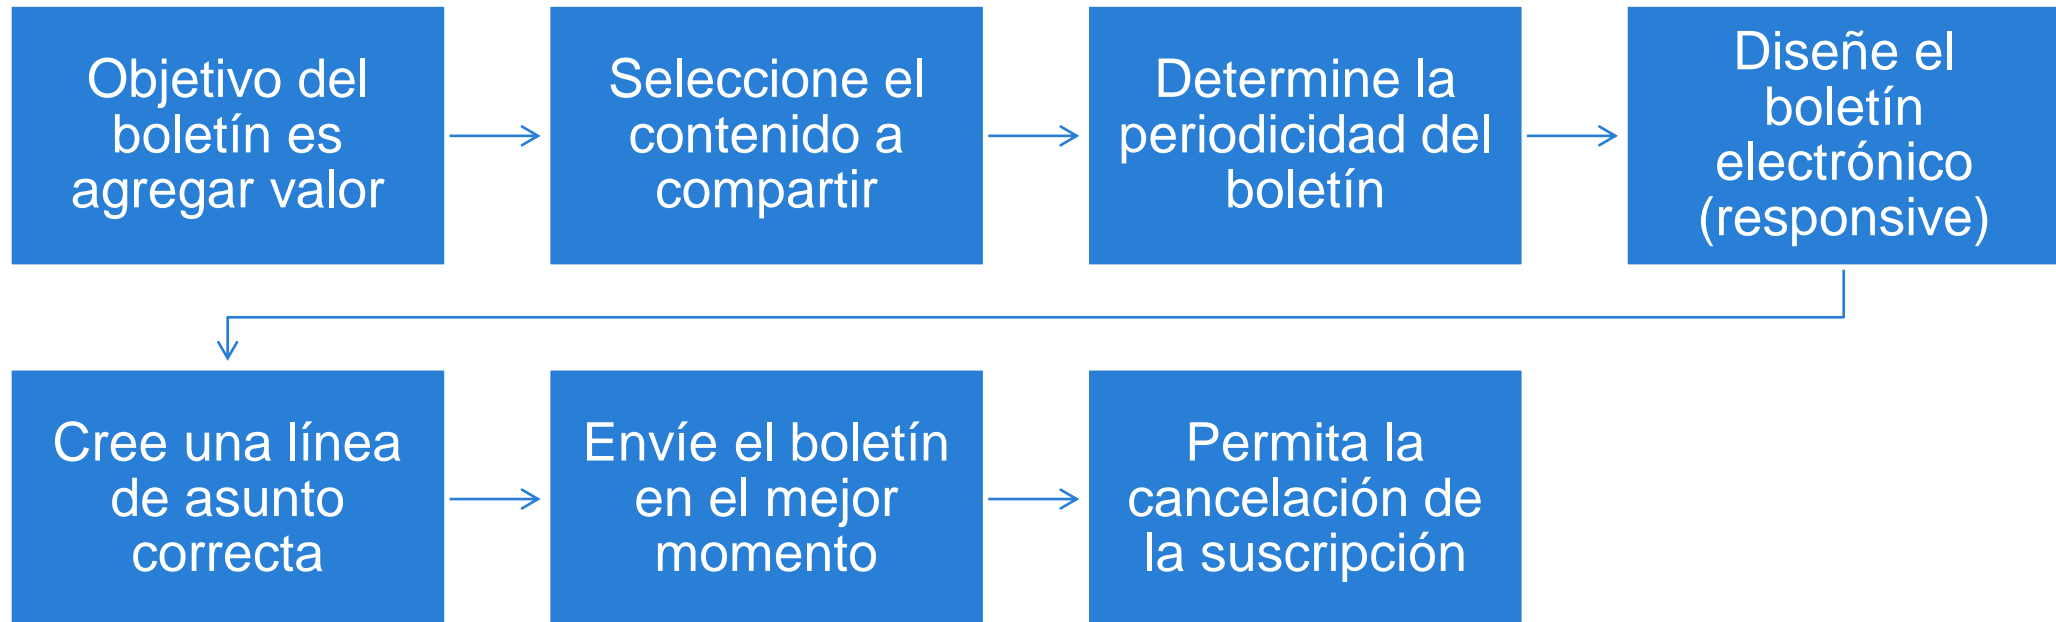 Objetivo del
boletín es
agregar valor
Seleccione el
contenido a
compartir
Determine la
periodicidad del
boletín
Diseñe el
boletín
electrónico
(responsive)
Cree una línea
de asunto
correcta
Envíe el boletín
en el mejor
momento
Permita la
cancelación de
la suscripción